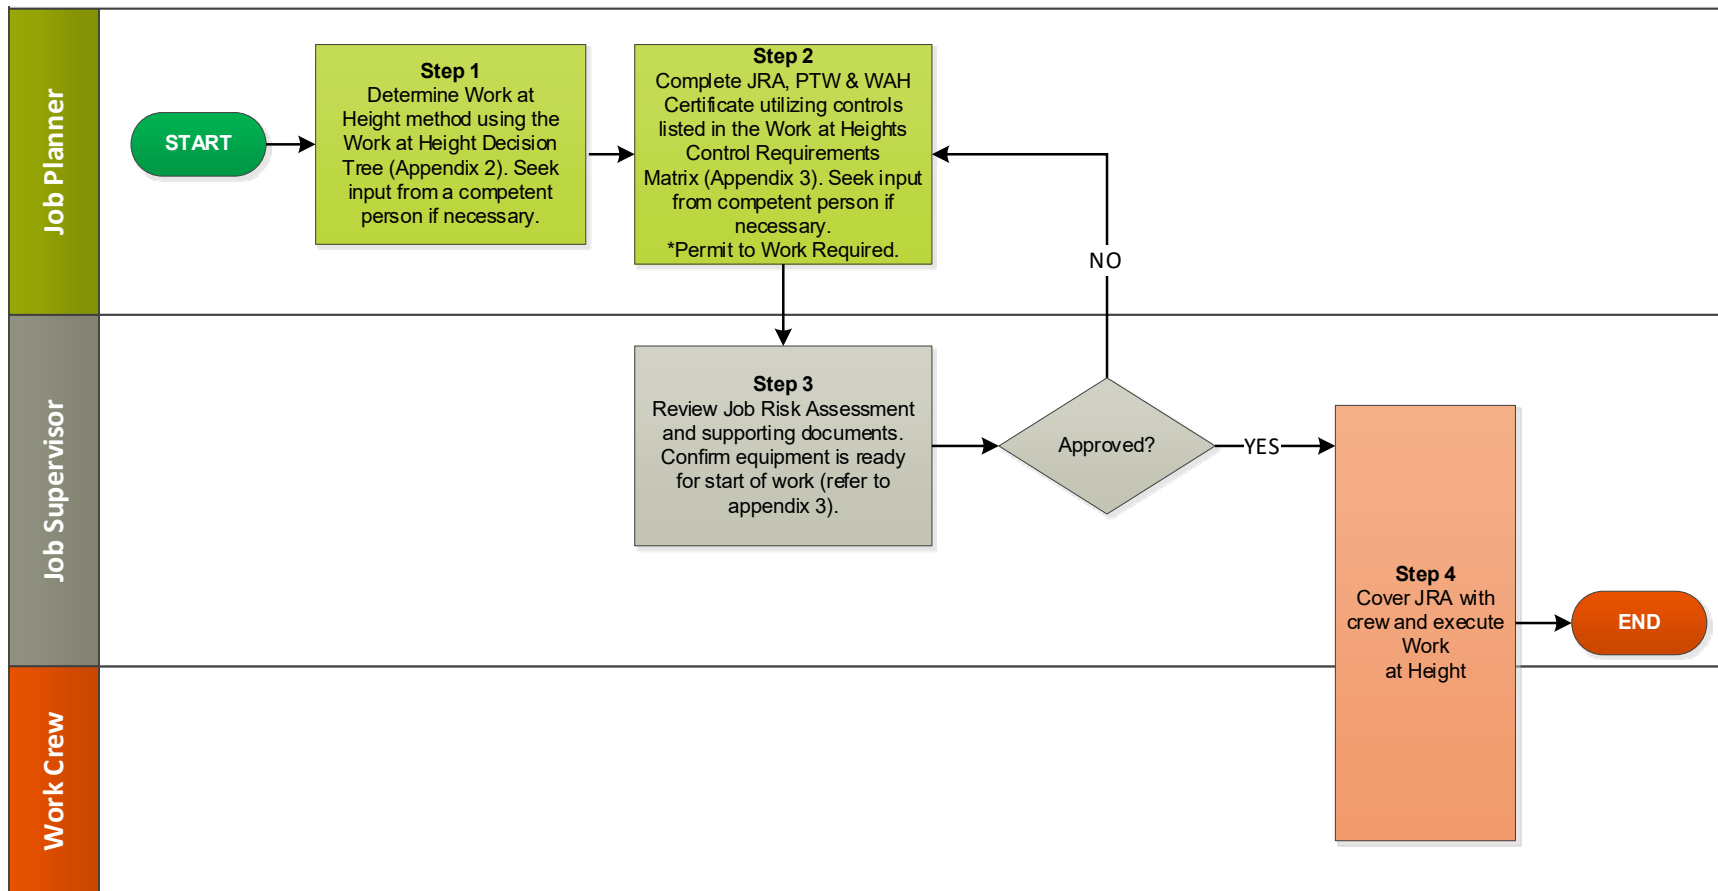 Job Planner
START
Step 1
Determine Work at
Height method using the
Work at Height Decision
Tree (Appendix 2). Seek
input from a competent
person if necessary.
Step 2
Complete JRA, PTW & WAH
Certificate utilizing controls
listed in the Work at Heights
Control Requirements
Matrix (Appendix 3). Seek input
from competent person if
necessary.
*Permit to Work Required.
NO
Job Supervisor
Step 3
Review Job Risk Assessment
and supporting documents.
Confirm equipment is ready
for start of work (refer to
appendix 3).
Approved?
YES
Step 4
Cover JRA with
crew and execute
Work
at Height
END
Work Crew